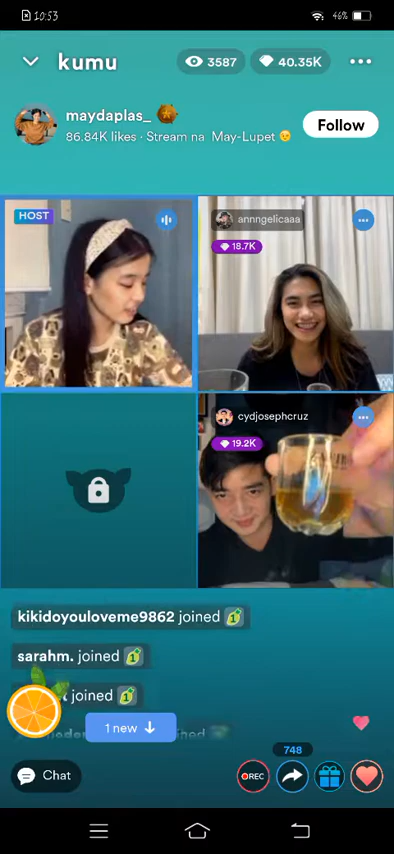 10:53
46%
kumu
3587
40.35K
maydaplas_
86.84K likes · Stream na May-Lupet
Follow
HOST
annngelicaaa
18.7K
cydjosephcruz
19.2K
kikidoyouloveme9862 joined
sarahm. joined
joined
1 new
748
Chat
REC